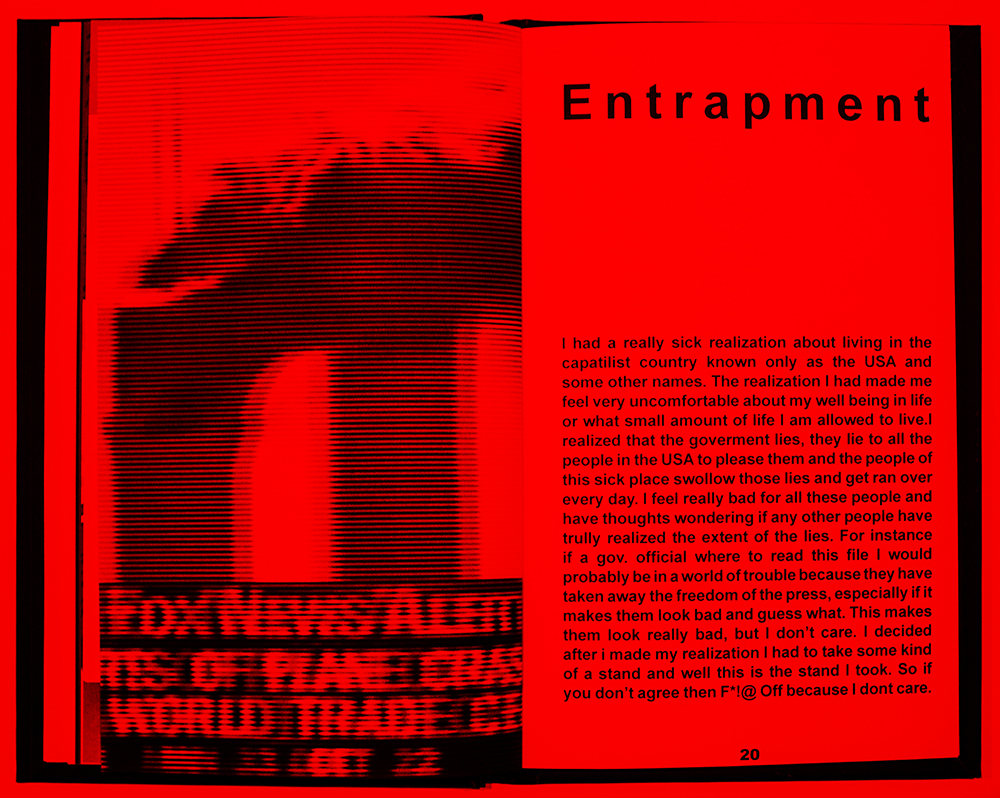 FOX NEWS ALERT
OF PLANE CRAS
WORLD TRADE
Entrapment
I had a really sick realization about living in the
capatilist country known only as the USA and
some other names. The realization I had made me
feel very uncomfortable about my well being in life
or what small amount of life I am allowed to live.I
realized that the goverment lies, they lie to all the
people in the USA to please them and the people of
this sick place swollow those lies and get ran over
every day. I feel really bad for all these people and
have thoughts wondering if any other people have
trully realized the extent of the lies. For instance
if a gov. official where to read this file I would
probably be in a world of trouble because they have
taken away the freedom of the press, especially if it
makes them look bad and guess what. This makes
them look really bad, but I don't care. I decided
after i made my realization I had to take some kind
of a stand and well this is the stand I took. So if
you don't agree then F*!@ Off because I dont care.
20